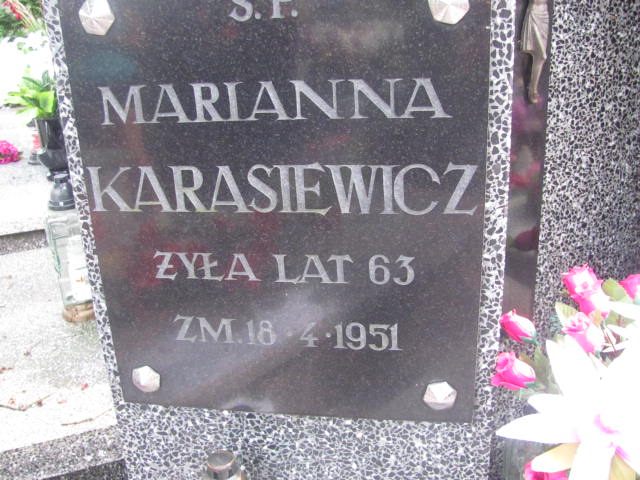 Ś.P.
MARIANNA
KARASIEWICZ
ŻYŁA LAT 63
ZM. 18·4·1951